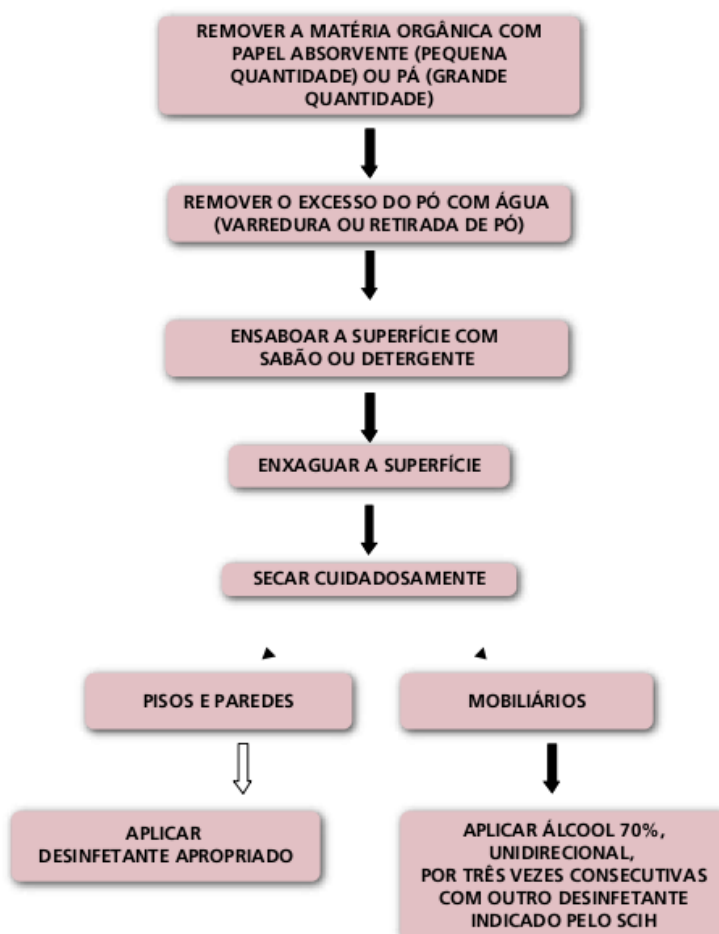 REMOVER A MATÉRIA ORGÂNICA COM
PAPEL ABSORVENTE (PEQUENA
QUANTIDADE) OU PÁ (GRANDE
QUANTIDADE)
REMOVER O EXCESSO DO PÓ COM ÁGUA
(VARREDURA OU RETIRADA DE PÓ)
ENSABOAR A SUPERFÍCIE COM
SABÃO OU DETERGENTE
ENXAGUAR A SUPERFÍCIE
SECAR CUIDADOSAMENTE
PISOS E PAREDES
MOBILIÁRIOS
APLICAR
DESINFETANTE APROPRIADO
APLICAR ÁLCOOL 70%,
UNIDIRECIONAL,
POR TRÊS VEZES CONSECUTIVAS
COM OUTRO DESINFETANTE
INDICADO PELO SCIH